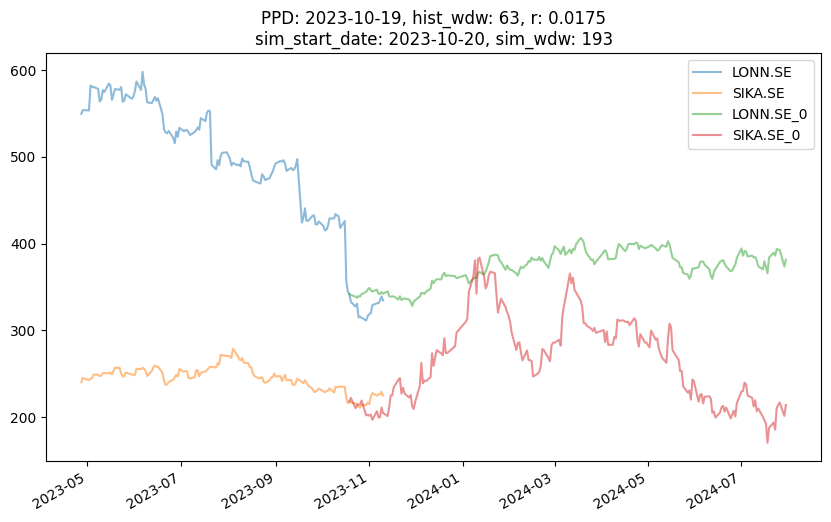 PPD: 2023-10-19, hist_wdw: 63, r: 0.0175
sim_start_date: 2023-10-20, sim_wdw: 193
LONN.SE
SIKA.SE
LONN.SE_0
SIKA.SE_0
600
500
400
300
200
2023-05
2023-07
2023-09
2023-11
2024-01
2024-03
2024-05
2024-07